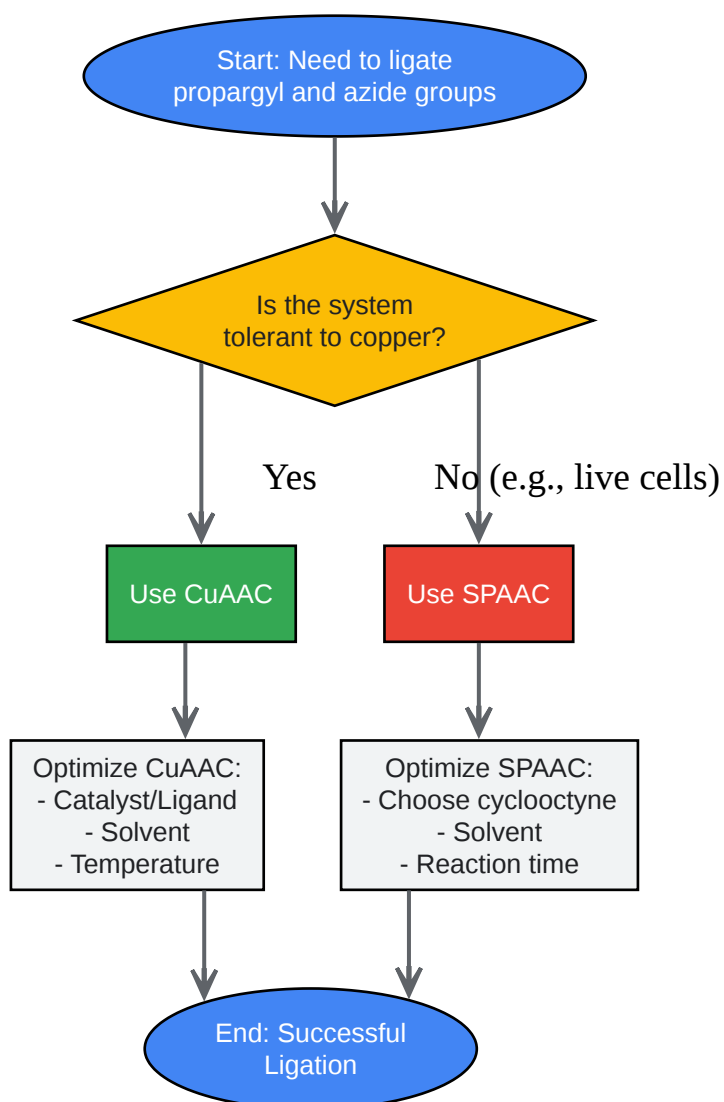 Start: Need to ligate
propargyl and azide groups
Is the system
tolerant to copper?
Yes
No (e.g., live cells)
Use CuAAC
Use SPAAC
Optimize CuAAC:
- Catalyst/Ligand
- Solvent
- Temperature
Optimize SPAAC:
- Choose cyclooctyne
- Solvent
- Reaction time
End: Successful
Ligation